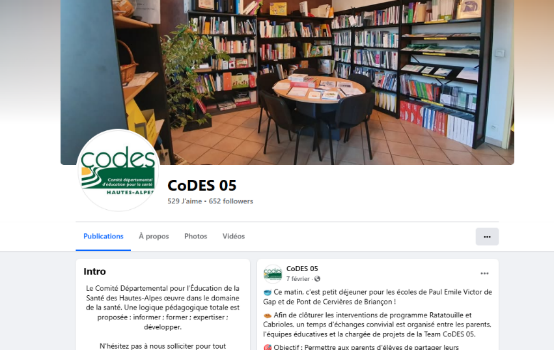 codes
Comité départemental
d'éducation pour la santé
HAUTES-ALPES
CoDES 05
529 J'aime • 652 followers
Publications
À propos
Photos
Vidéos
Intro
Le Comité Départemental pour l'Éducation de la
Santé des Hautes-Alpes œuvre dans le domaine
de la santé. Une logique pédagogique totale est
proposée : informer ; former ; expertiser ;
développer.
N'hésitez pas à nous solliciter pour tout
codes
CoDES 05
7 février
Ce matin, c'est petit déjeuner pour les écoles de Paul Emile Victor de
Gap et de Pont de Cervières de Briançon !
Afin de clôturer les interventions de programme Ratatouille et
Cabrioles, un temps d'échanges convivial est organisé entre les parents,
l'équipes éducatives et la chargée de projets de la Team CoDES 05.
Objectif : Permettre aux parents d'élèves de partager leurs